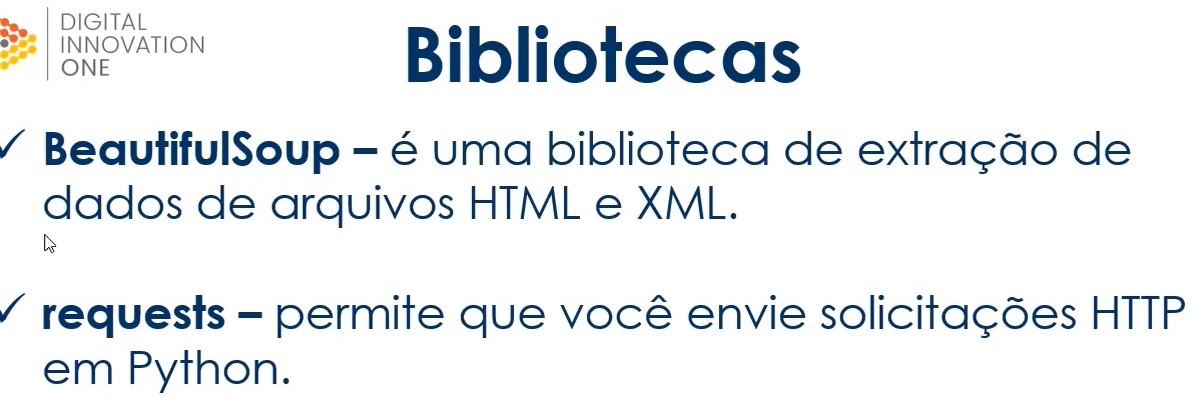 DIGITAL
INNOVATION
ONE
Bibliotecas
✓ BeautifulSoup – é uma biblioteca de extração de
dados de arquivos HTML e XML.
✓ requests – permite que você envie solicitações HTTP
em Python.